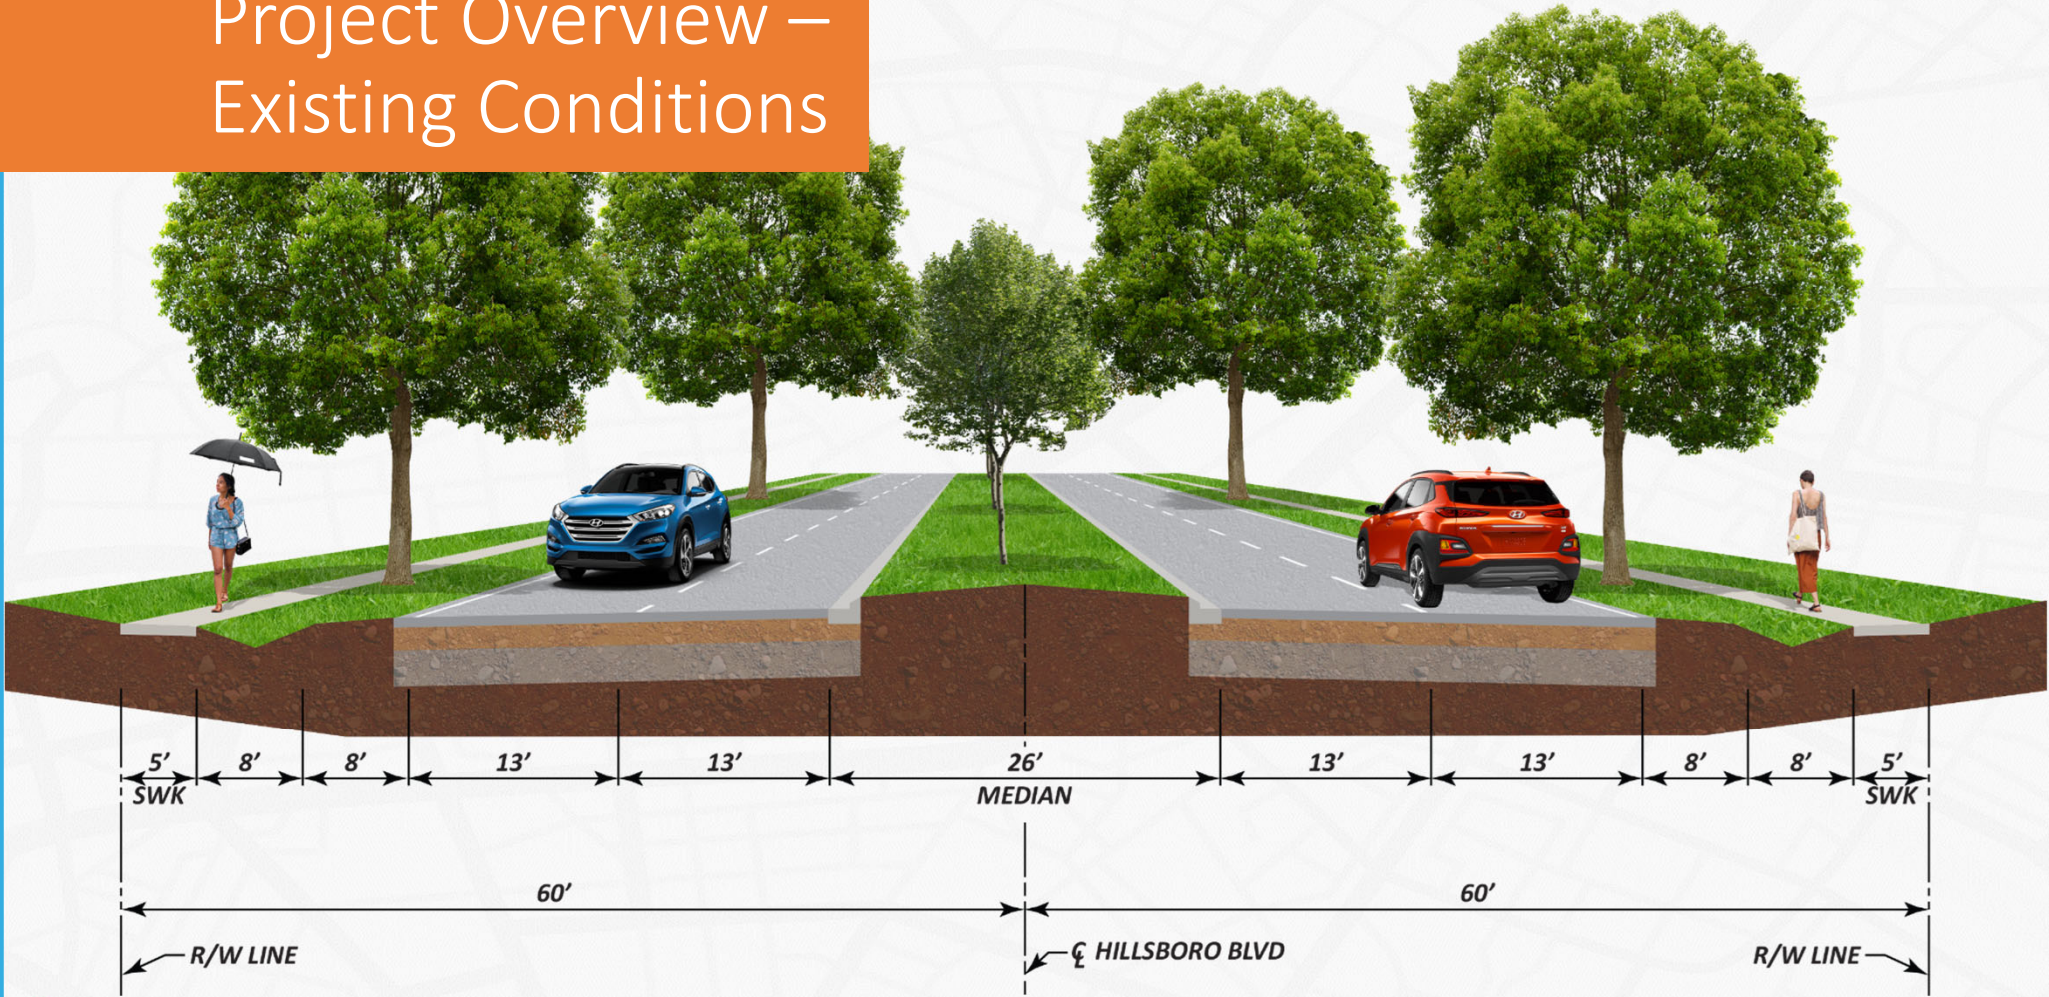 Project Overview –
Existing Conditions
5’ 8’ 8’ 13’ 13’ 26’ 13’ 13’ 8’ 8’ 5’
SWK MEDIAN SWK
60’ 60’
R/W LINE ℄ HILLSBORO BLVD R/W LINE